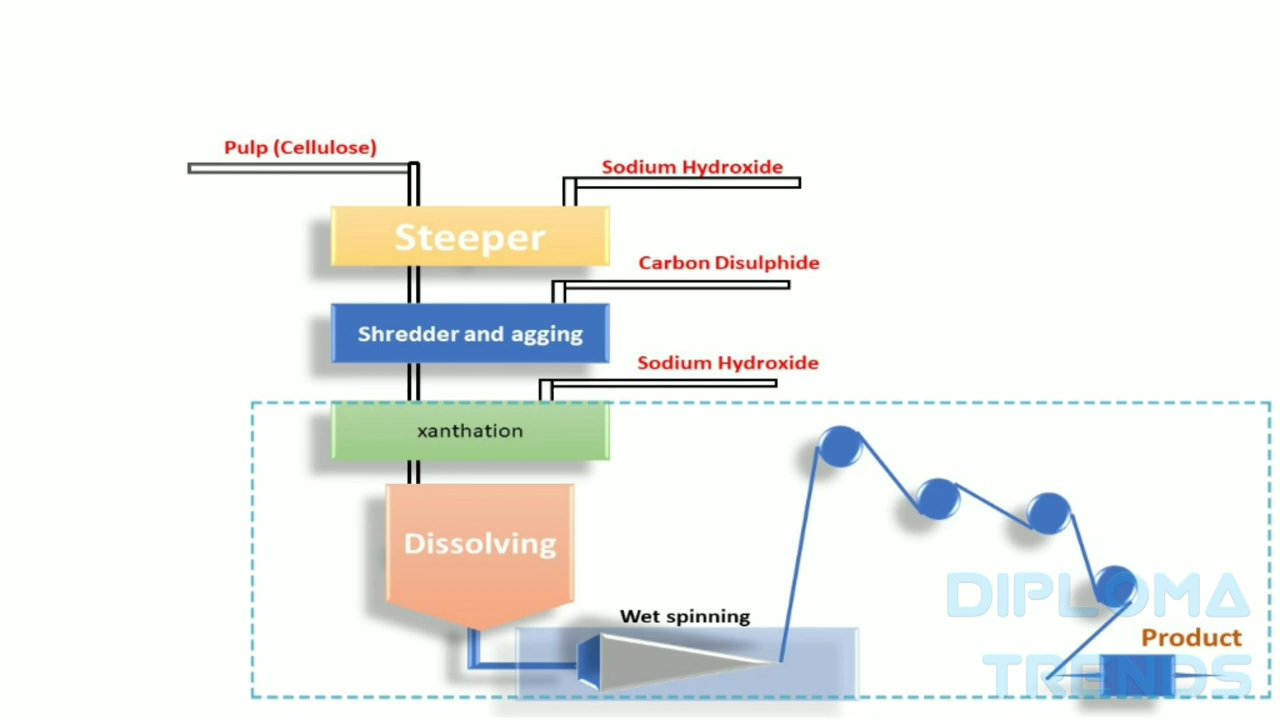 Pulp (Cellulose)
Sodium Hydroxide
Steeper
Carbon Disulphide
Shredder and agging
Sodium Hydroxide
xanthation
Dissolving
Wet spinning
DIPLOMA
Product
TRENDS